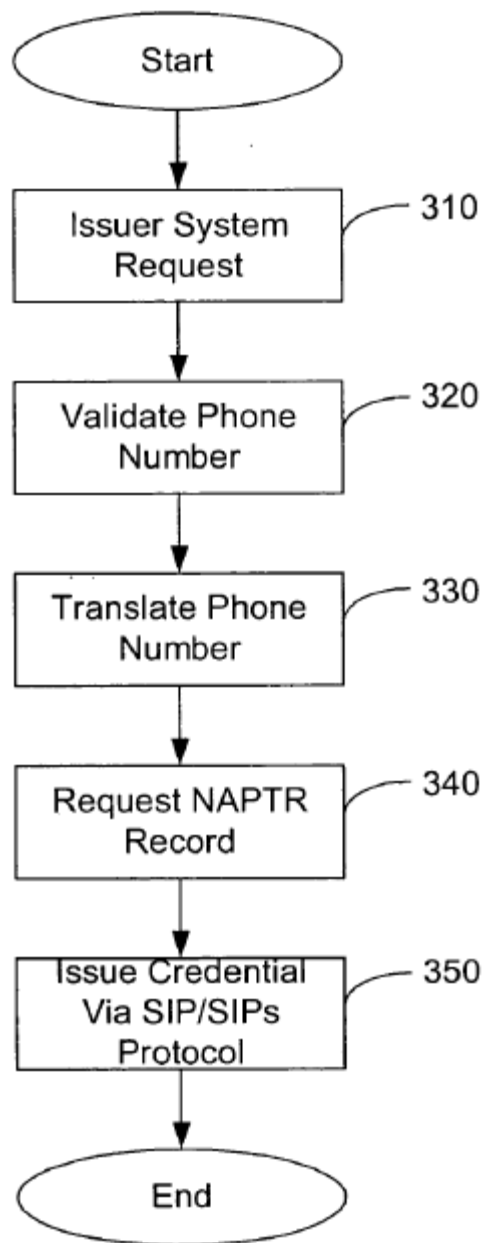 Start
Issuer System
Request
310
Validate Phone
Number
320
Translate Phone
Number
330
Request NAPTR
Record
340
Issue Credential
Via SIP/SIPs
Protocol
350
End